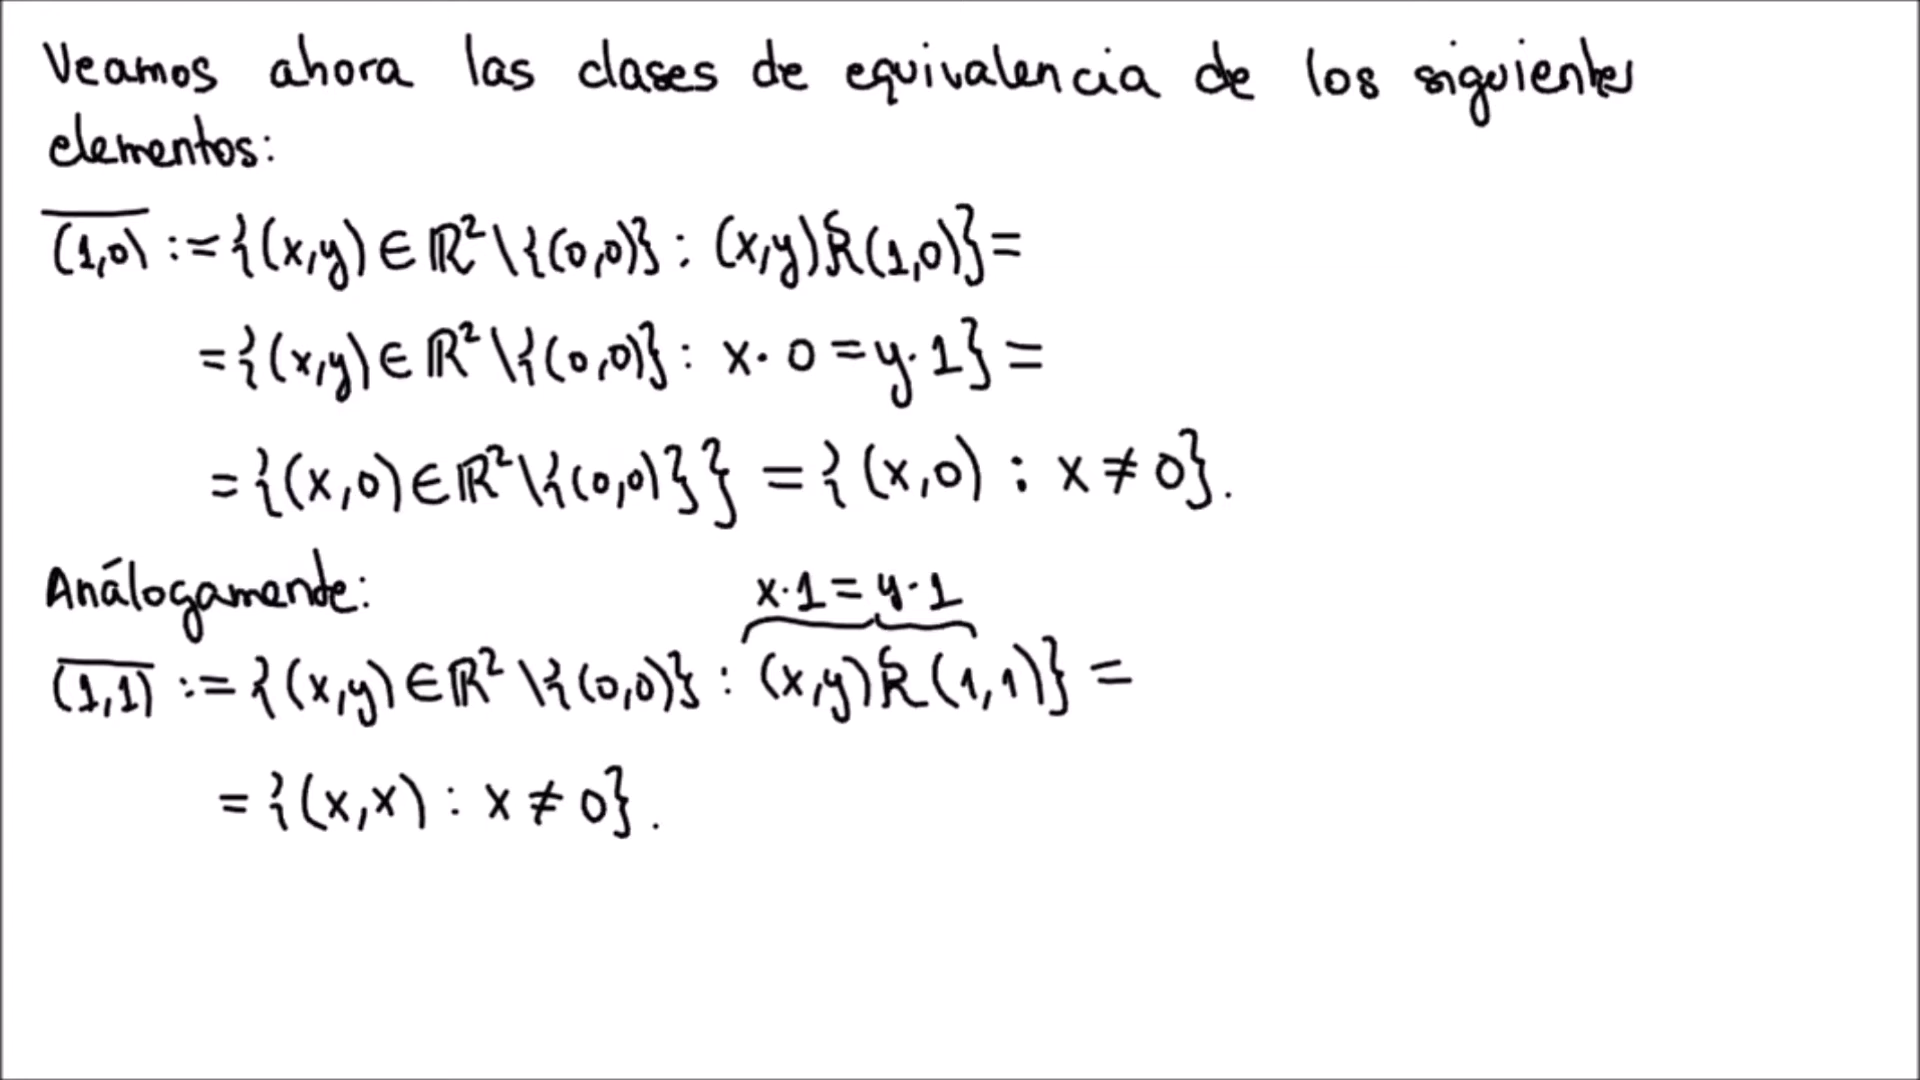 Veamos ahora las clases de equivalencia de los siguientes
elementos:
(1,0) := {(x,y) ∈ ℝ² \ {(0,0)} : (x,y) R (1,0)} =
= {(x,y) ∈ ℝ² \ {(0,0)} : x · 0 = y · 1} =
= {(x,0) ∈ ℝ² \ {(0,0)}} = {(x,0) : x ≠ 0}.
Análogamente:
x · 1 = y · 1
(1,1) := {(x,y) ∈ ℝ² \ {(0,0)} : (x,y) R (1,1)} =
= {(x,x) : x ≠ 0}.